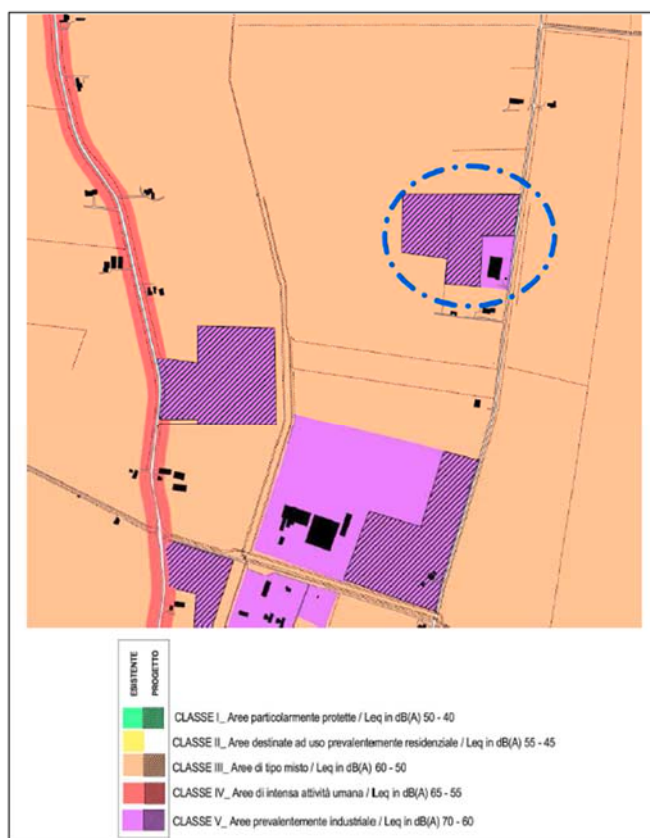 ESISTENTE
PROGETTO
CLASSE I_ Aree particolarmente protette / Leq in dB(A) 50 - 40
CLASSE II_ Aree destinate ad uso prevalentemente residenziale / Leq in dB(A) 55 - 45
CLASSE III_ Aree di tipo misto / Leq in dB(A) 60 - 50
CLASSE IV_ Aree di intensa attività umana / Leq in dB(A) 65 - 55
CLASSE V_ Aree prevalentemente industriale / Leq in dB(A) 70 - 60